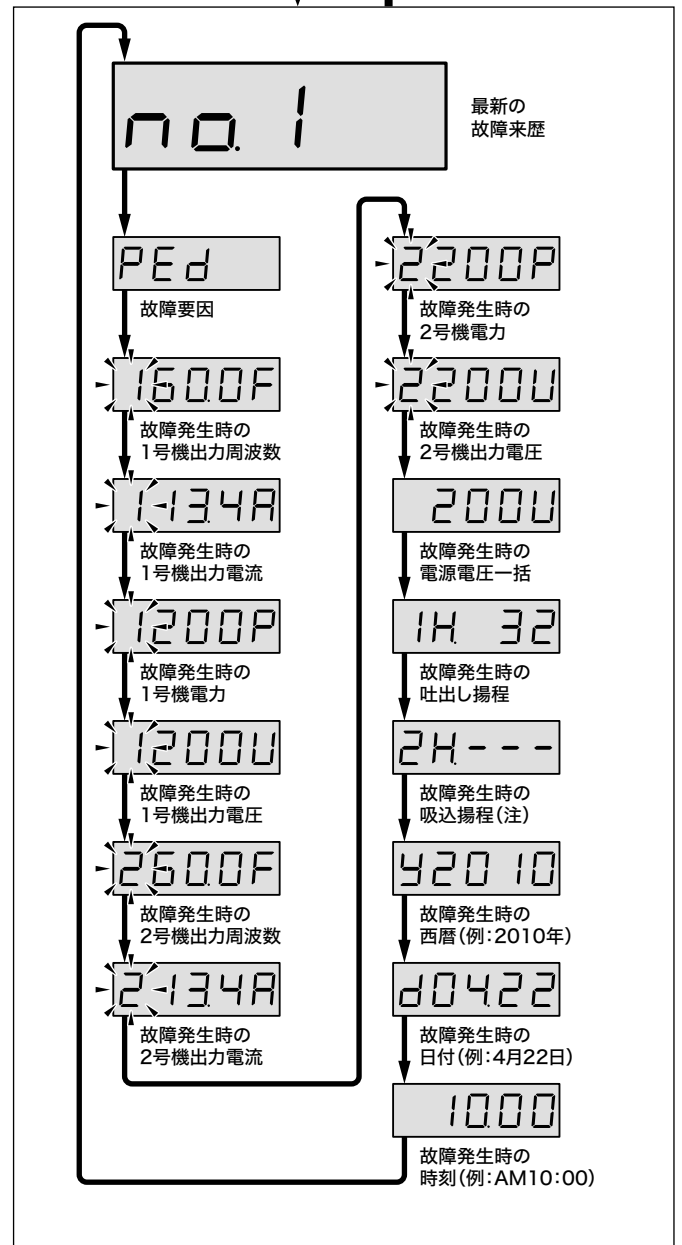 no. 1
最新の
故障来歴
PEd
故障要因
160.0F
故障発生時の
1号機出力周波数
113.4A
故障発生時の
1号機出力電流
1200P
故障発生時の
1号機電力
1200U
故障発生時の
1号機出力電圧
260.0F
故障発生時の
2号機出力周波数
213.4A
故障発生時の
2号機出力電流
2200P
故障発生時の
2号機電力
2200U
故障発生時の
2号機出力電圧
200U
故障発生時の
電源電圧一括
1H. 32
故障発生時の
吐出し揚程
2H.---
故障発生時の
吸込揚程(注)
y2010
故障発生時の
西暦(例:2010年)
d04.22
故障発生時の
日付(例:4月22日)
10.00
故障発生時の
時刻(例:AM10:00)